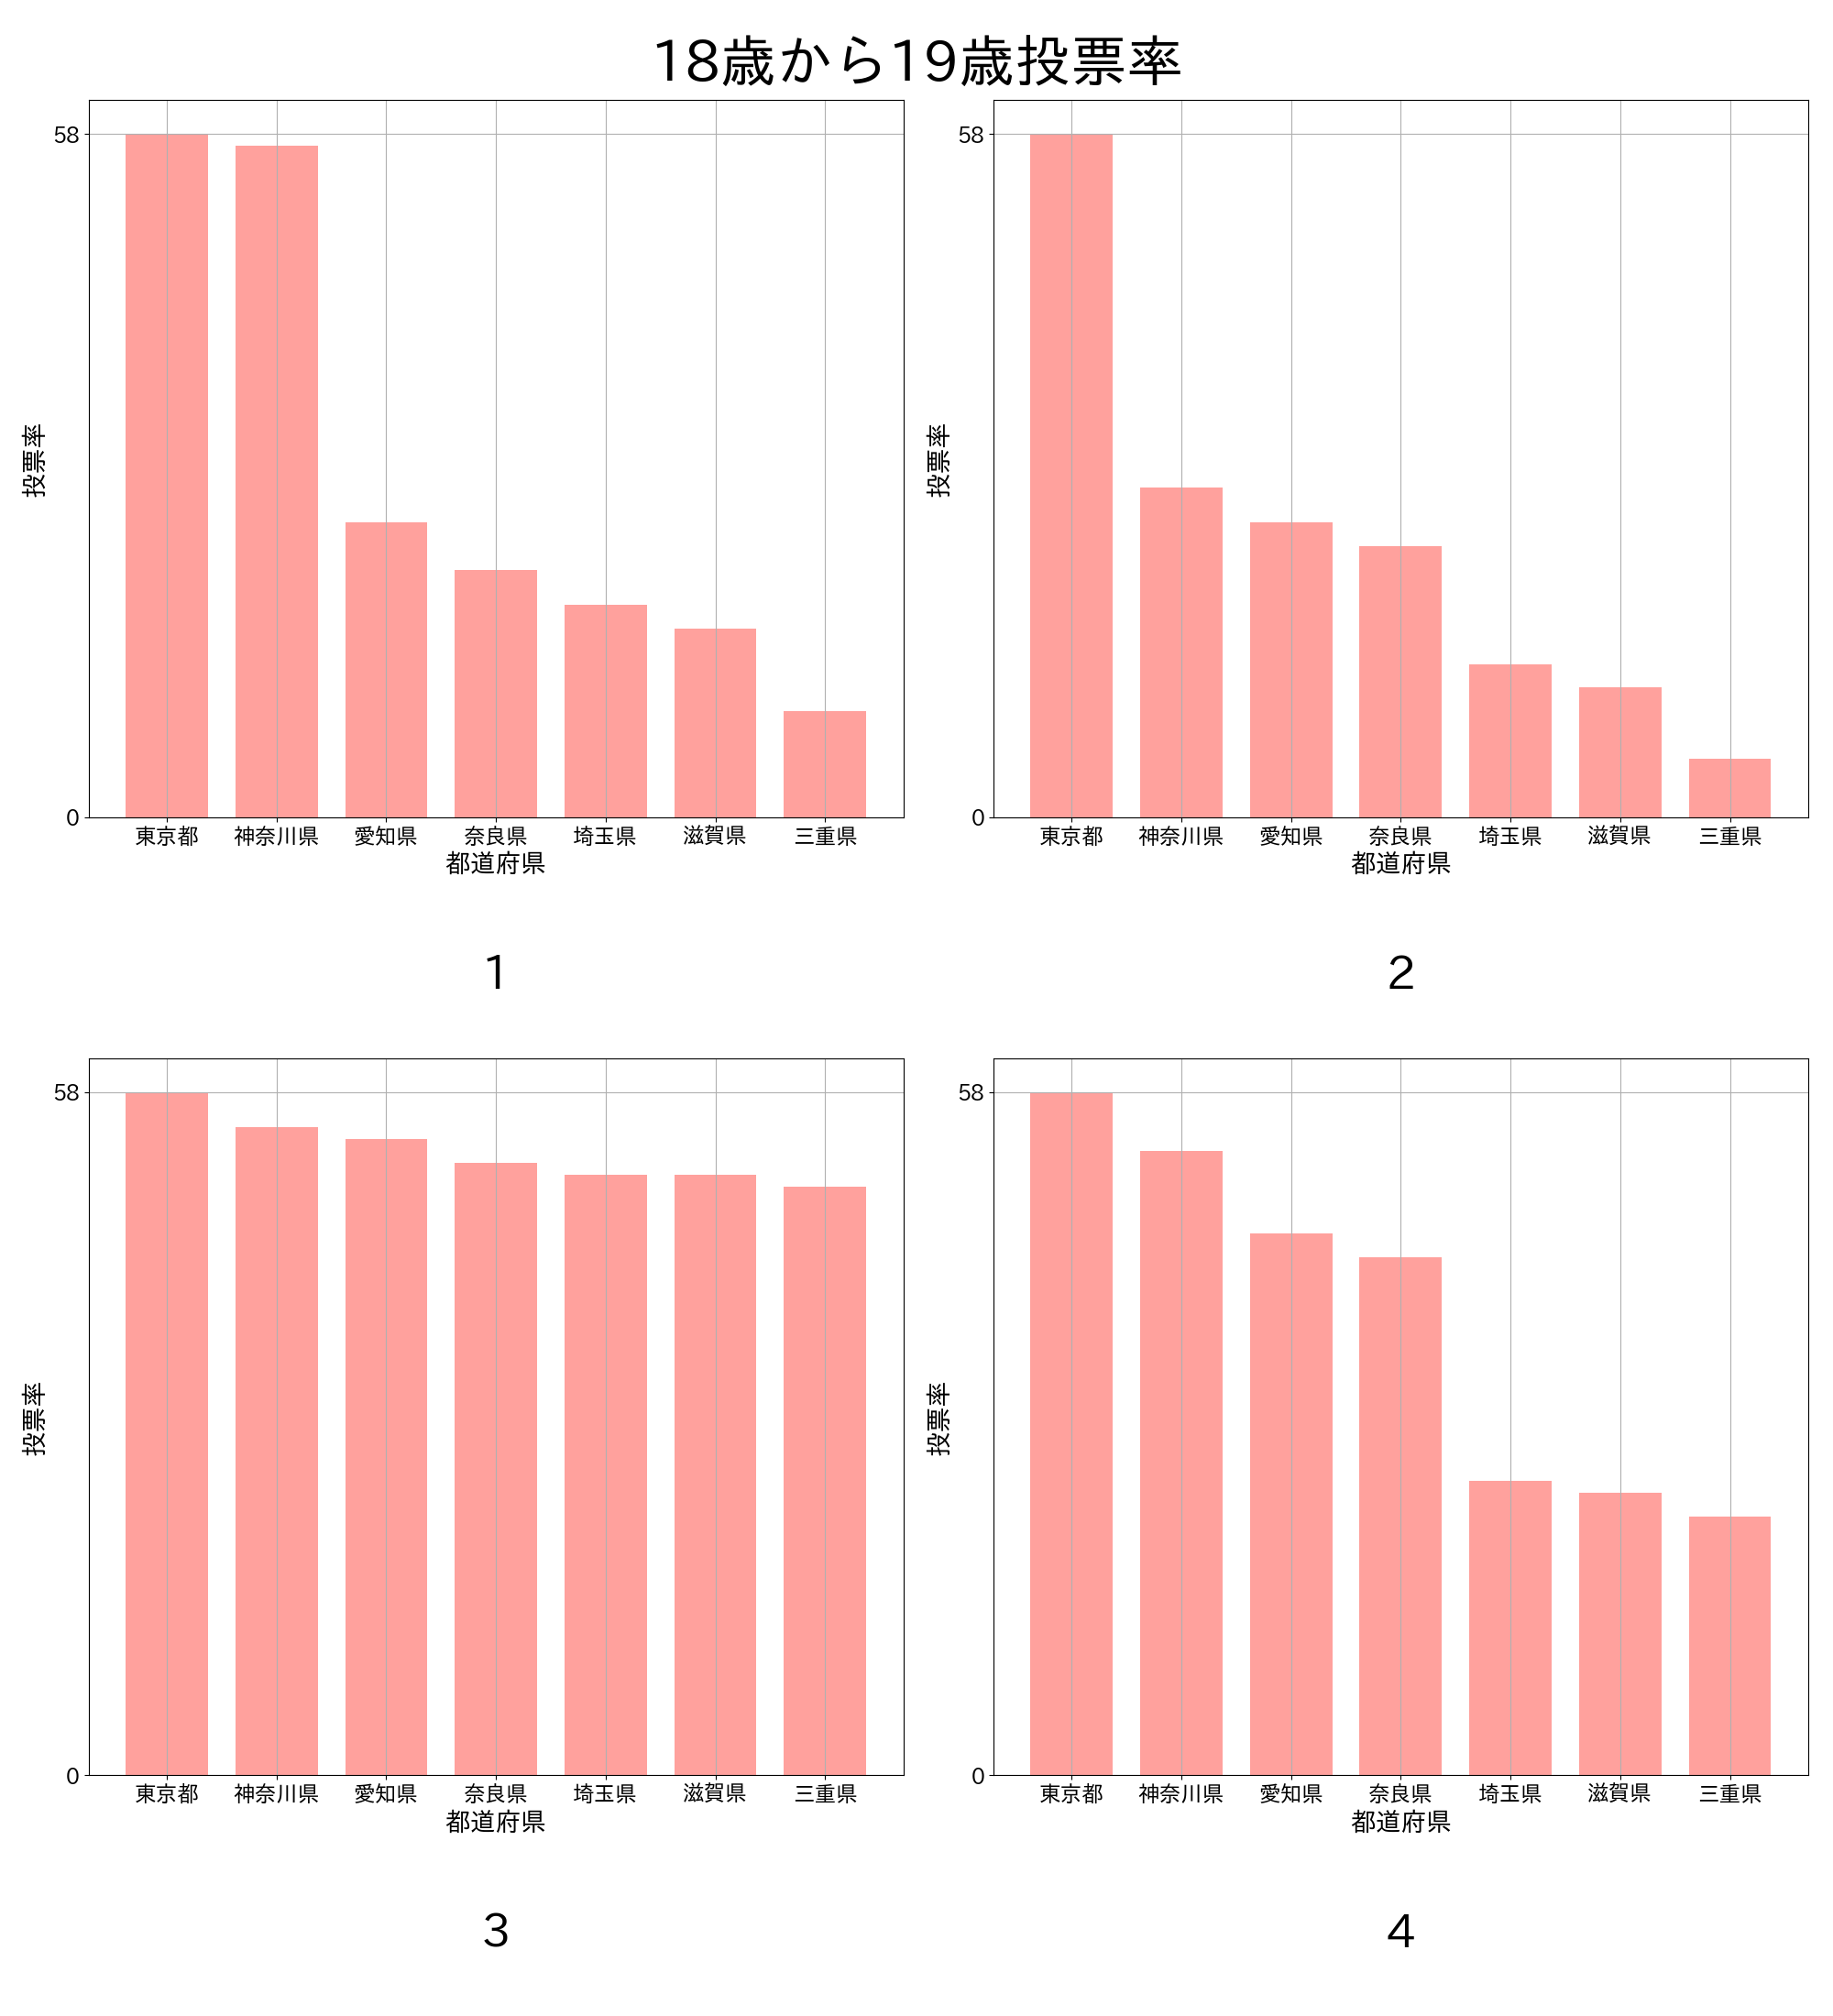 18歳から19歳投票率
58
0
投票率
東京都 神奈川県 愛知県 奈良県 埼玉県 滋賀県 三重県
都道府県
1
58
0
投票率
東京都 神奈川県 愛知県 奈良県 埼玉県 滋賀県 三重県
都道府県
2
58
0
投票率
東京都 神奈川県 愛知県 奈良県 埼玉県 滋賀県 三重県
都道府県
3
58
0
投票率
東京都 神奈川県 愛知県 奈良県 埼玉県 滋賀県 三重県
都道府県
4